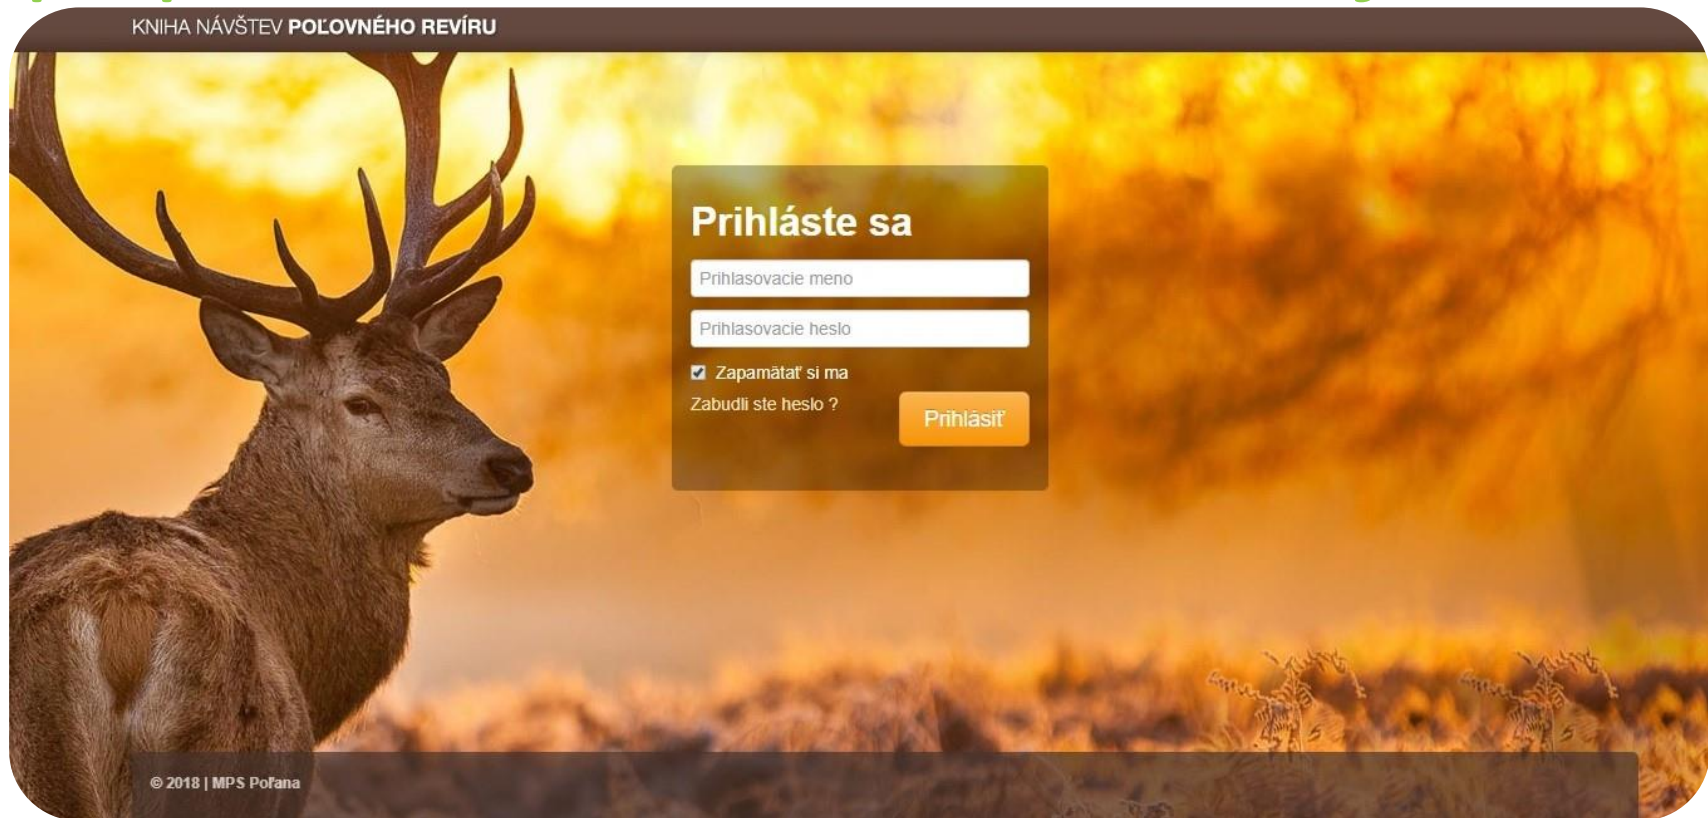 KNIHA NÁVŠTEV POĽOVNÉHO REVÍRU
Prihláste sa
Prihlasovacie meno
Prihlasovacie heslo
Zapamätať si ma
Zabudli ste heslo ?
Prihlásiť
© 2018 | MPS Poľana